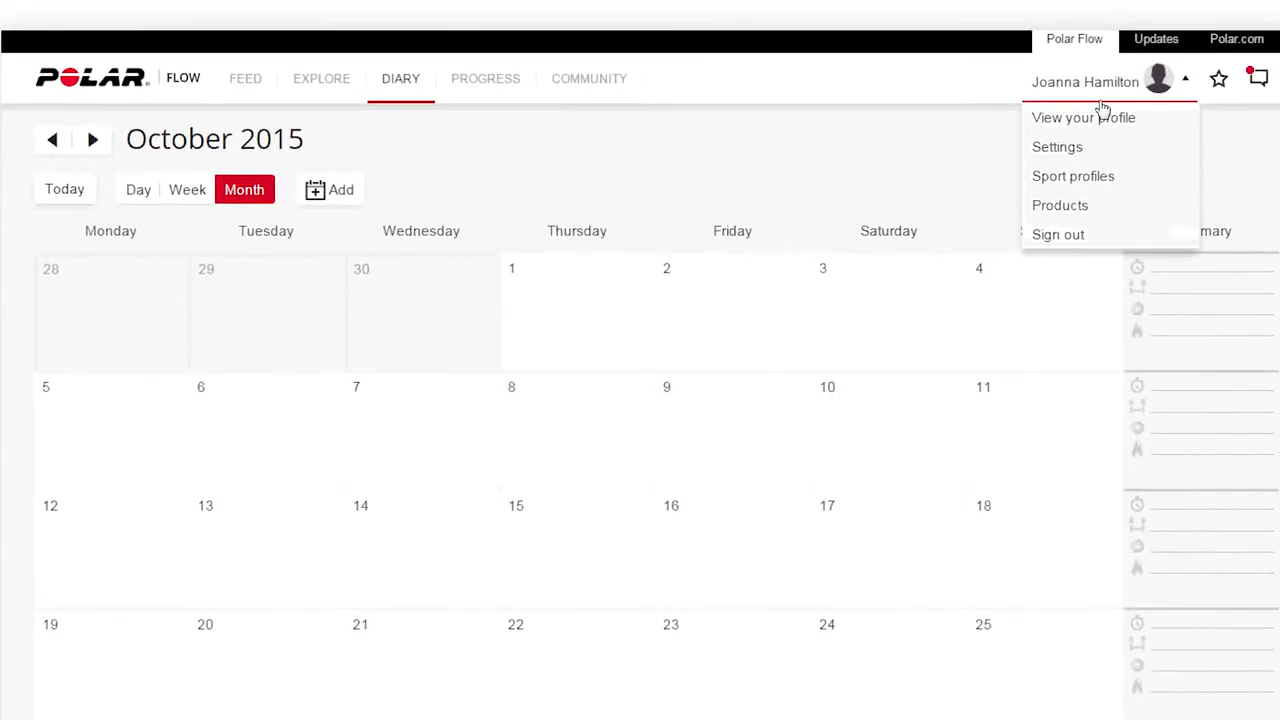 Polar Flow Updates Polar.com
POLAR FLOW FEED EXPLORE DIARY PROGRESS COMMUNITY Joanna Hamilton
View your profile
Settings
Sport profiles
Products
Sign out
October 2015
Today Day Week Month Add
Monday Tuesday Wednesday Thursday Friday Saturday
28 29 30 1 2 3 4
5 6 7 8 9 10 11
12 13 14 15 16 17 18
19 20 21 22 23 24 25